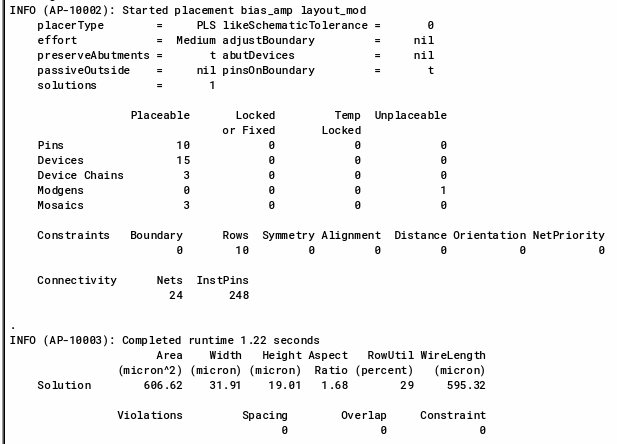 INFO (AP-10002): Started placement bias_amp layout_mod
placerType = PLS likeSchematicTolerance = 0
effort = Medium adjustBoundary = nil
preserveAbutments = t abutDevices = nil
passiveOutside = nil pinsOnBoundary = t
solutions = 1
Placeable Locked Temp Unplaceable
or Fixed Locked
Pins 10 0 0 0
Devices 15 0 0 0
Device Chains 3 0 0 0
Modgens 0 0 0 1
Mosaics 3 0 0 0
Constraints Boundary Rows Symmetry Alignment Distance Orientation NetPriority
0 10 0 0 0 0 0
Connectivity Nets InstPins
24 248
.
INFO (AP-10003): Completed runtime 1.22 seconds
Area Width Height Aspect RowUtil WireLength
(micron^2) (micron) (micron) Ratio (percent) (micron)
Solution 606.62 31.91 19.01 1.68 29 595.32
Violations Spacing Overlap Constraint
0 0 0